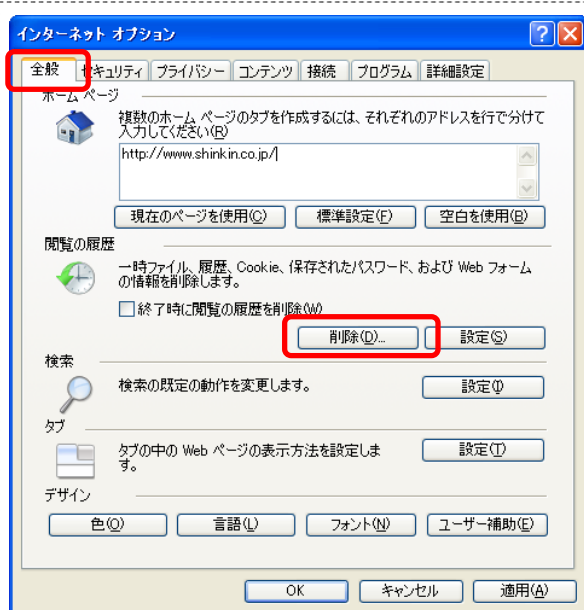 インターネット オプション
全般 セキュリティ プライバシー コンテンツ 接続 プログラム 詳細設定
ホーム ページ
複数のホーム ページのタブを作成するには、それぞれのアドレスを行で分けて
入力してください(R)
http://www.shinkin.co.jp/
現在のページを使用(C) 標準設定(F) 空白を使用(B)
閲覧の履歴
一時ファイル、履歴、Cookie、保存されたパスワード、および Web フォーム
の情報を削除します。
終了時に閲覧の履歴を削除(W)
削除(D)... 設定(S)
検索
検索の既定の動作を変更します。 設定(I)
タブ
タブの中の Web ページの表示方法を設定しま
す。
設定(T)
デザイン
色(O) 言語(L) フォント(N) ユーザー補助(E)
OK キャンセル 適用(A)